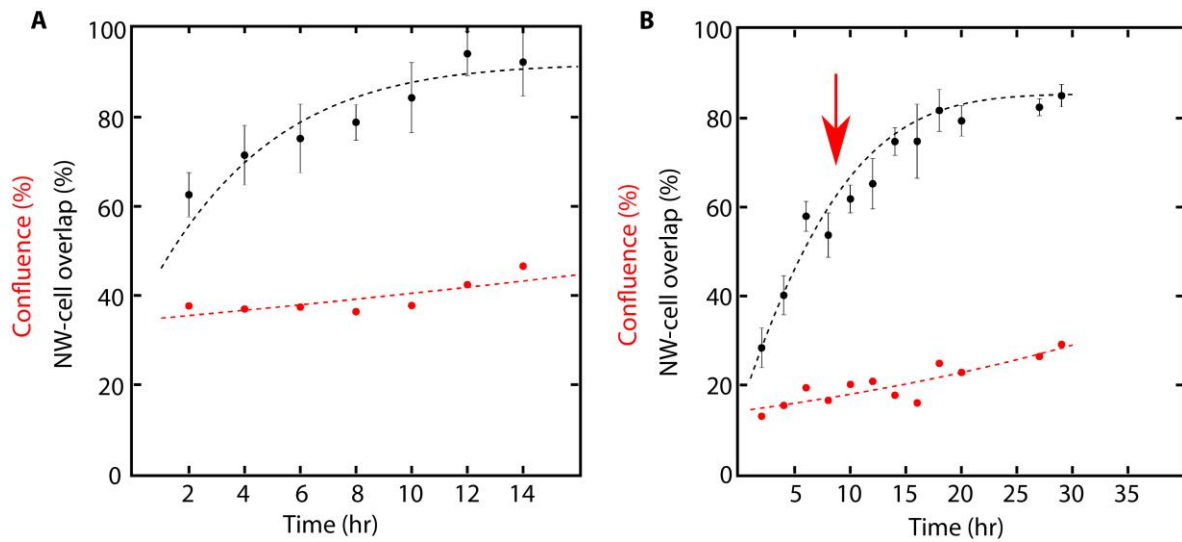 A
100
80
60
40
20
0
2 4 6 8 10 12 14
Time (hr)
Confluence (%)
NW-cell overlap (%)
B
100
80
60
40
20
0
5 10 15 20 25 30 35
Time (hr)
Confluence (%)
NW-cell overlap (%)